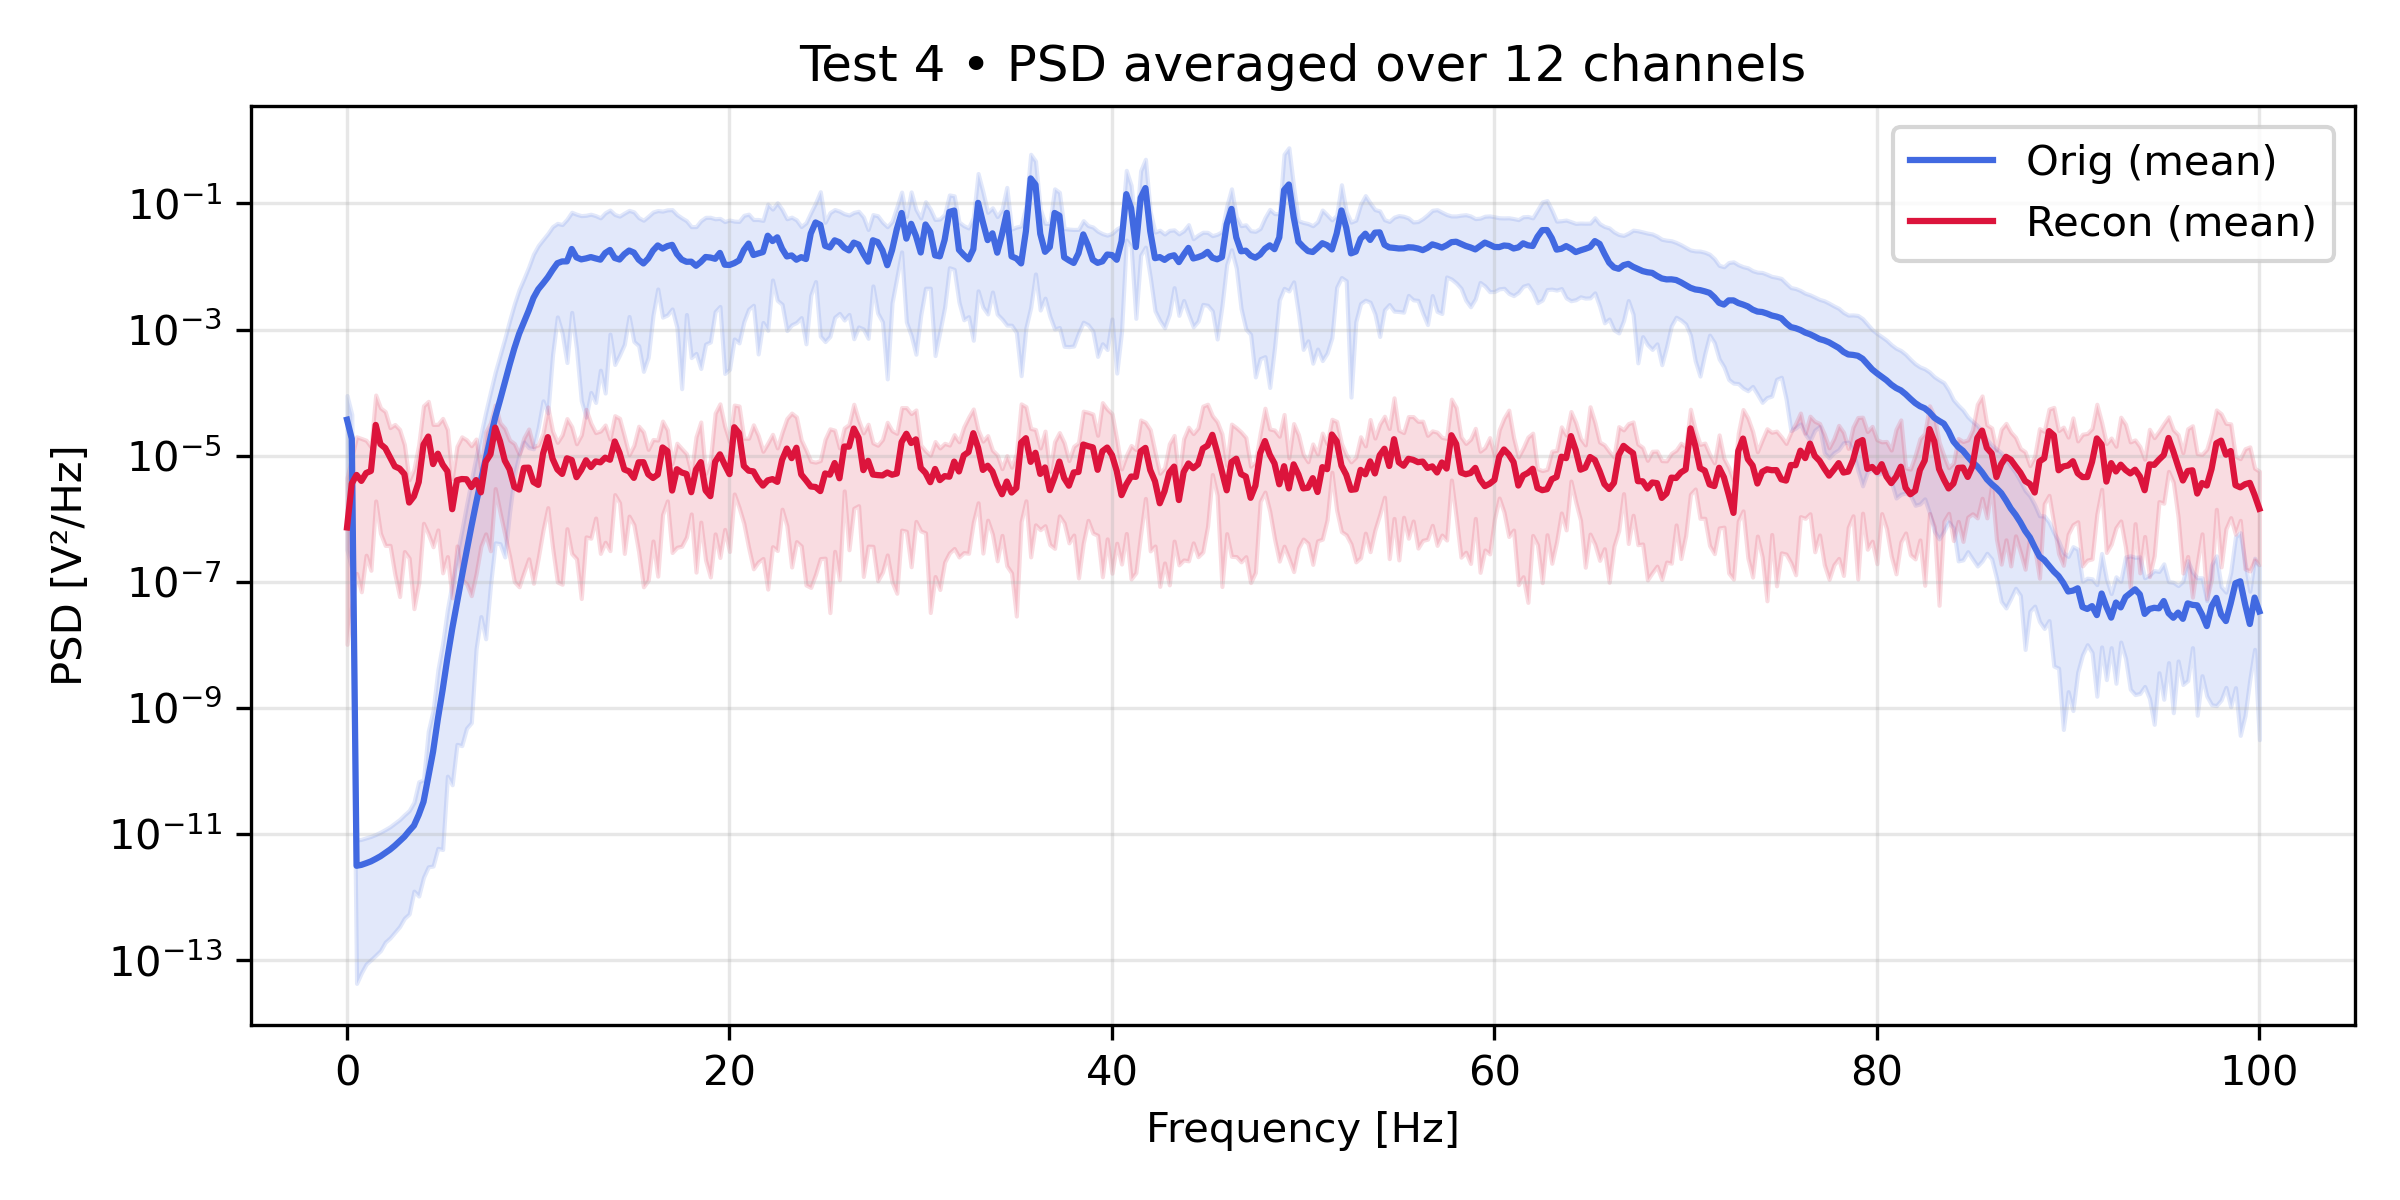 Test 4 • PSD averaged over 12 channels
Orig (mean)
Recon (mean)
PSD [V²/Hz]
10⁻¹
10⁻³
10⁻⁵
10⁻⁷
10⁻⁹
10⁻¹¹
10⁻¹³
0 20 40 60 80 100
Frequency [Hz]